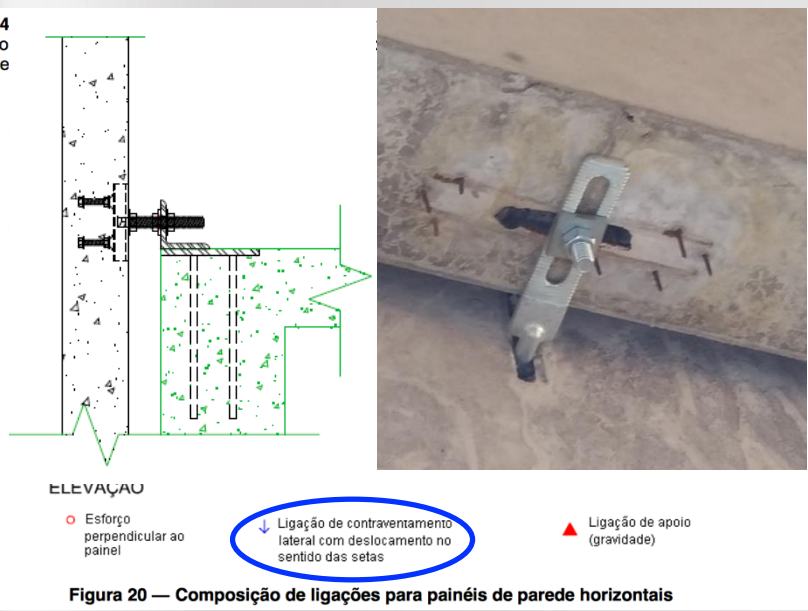 4
o
e
ELEVAÇÃO
Esforço
perpendicular ao
painel
Ligação de contraventamento
lateral com deslocamento no
sentido das setas
Ligação de apoio
(gravidade)
Figura 20 — Composição de ligações para painéis de parede horizontais